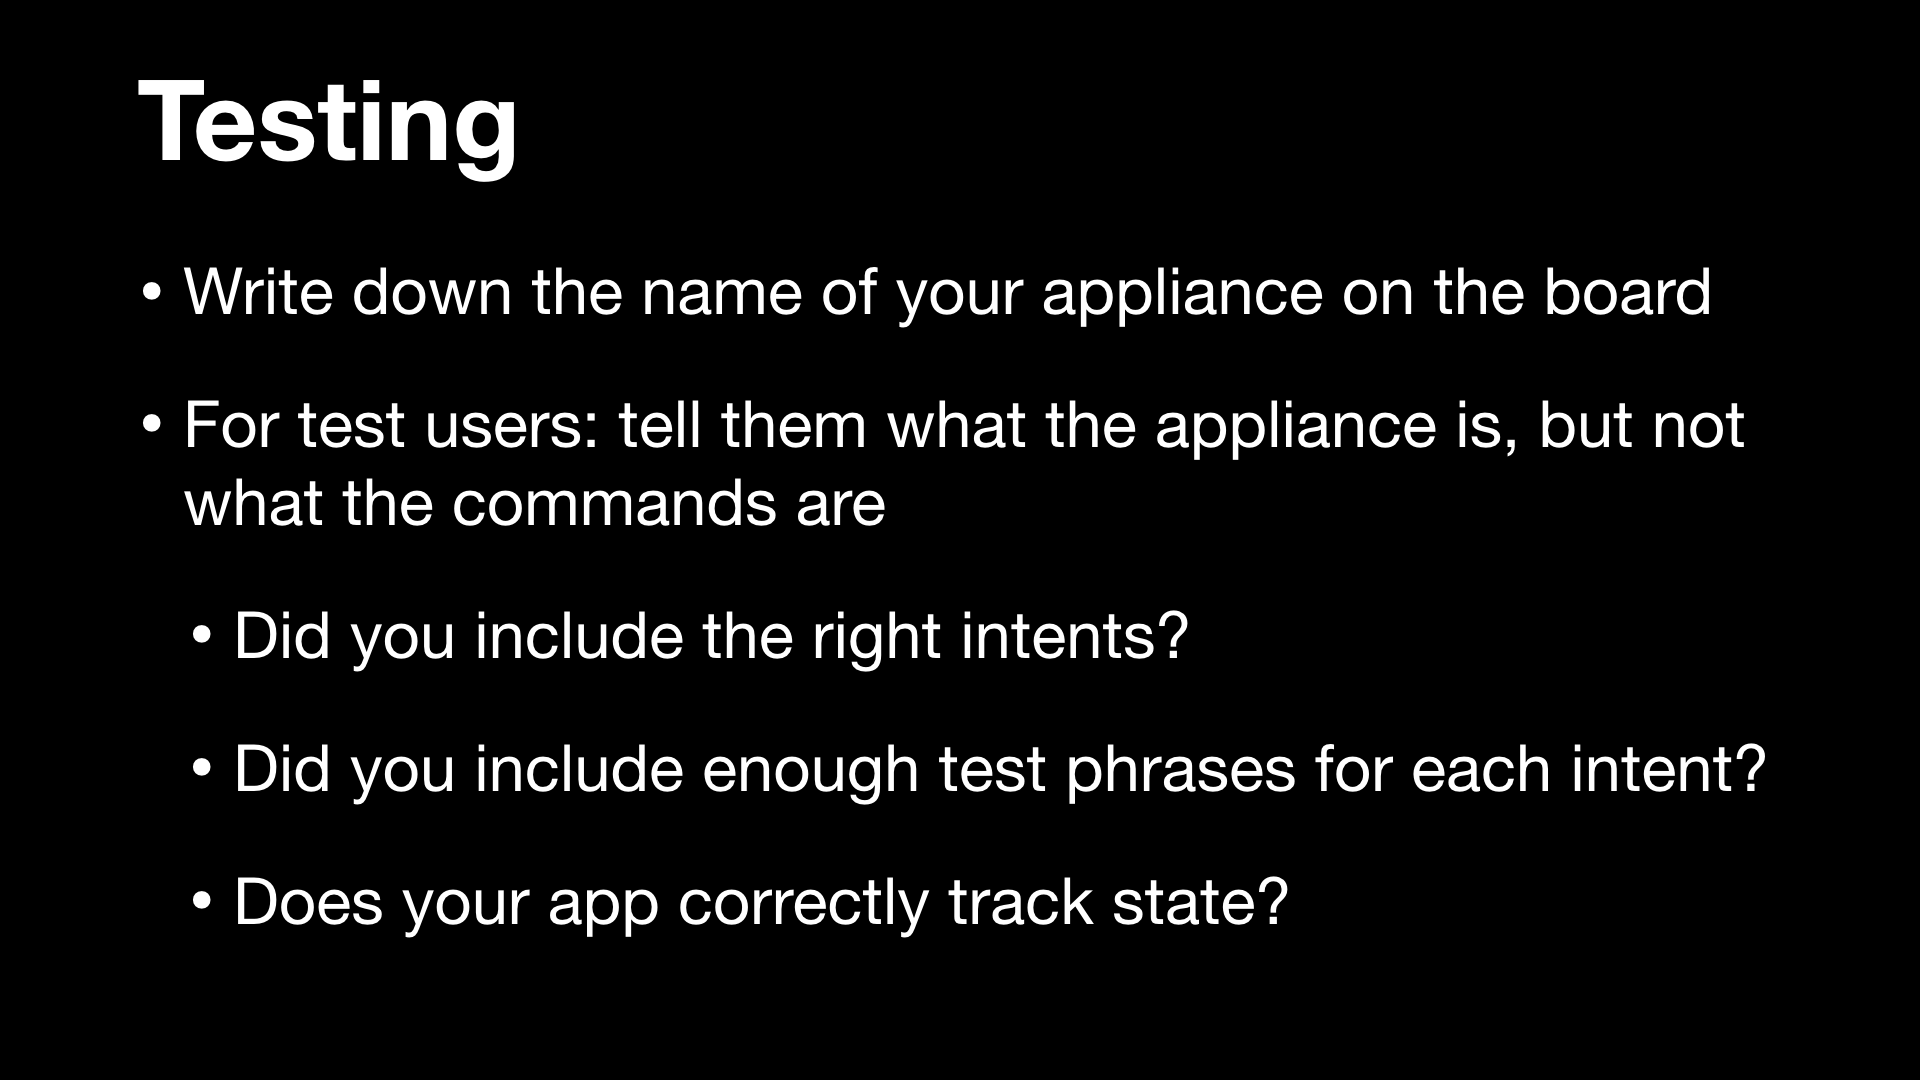 Testing
• Write down the name of your appliance on the board
• For test users: tell them what the appliance is, but not
what the commands are
• Did you include the right intents?
• Did you include enough test phrases for each intent?
• Does your app correctly track state?